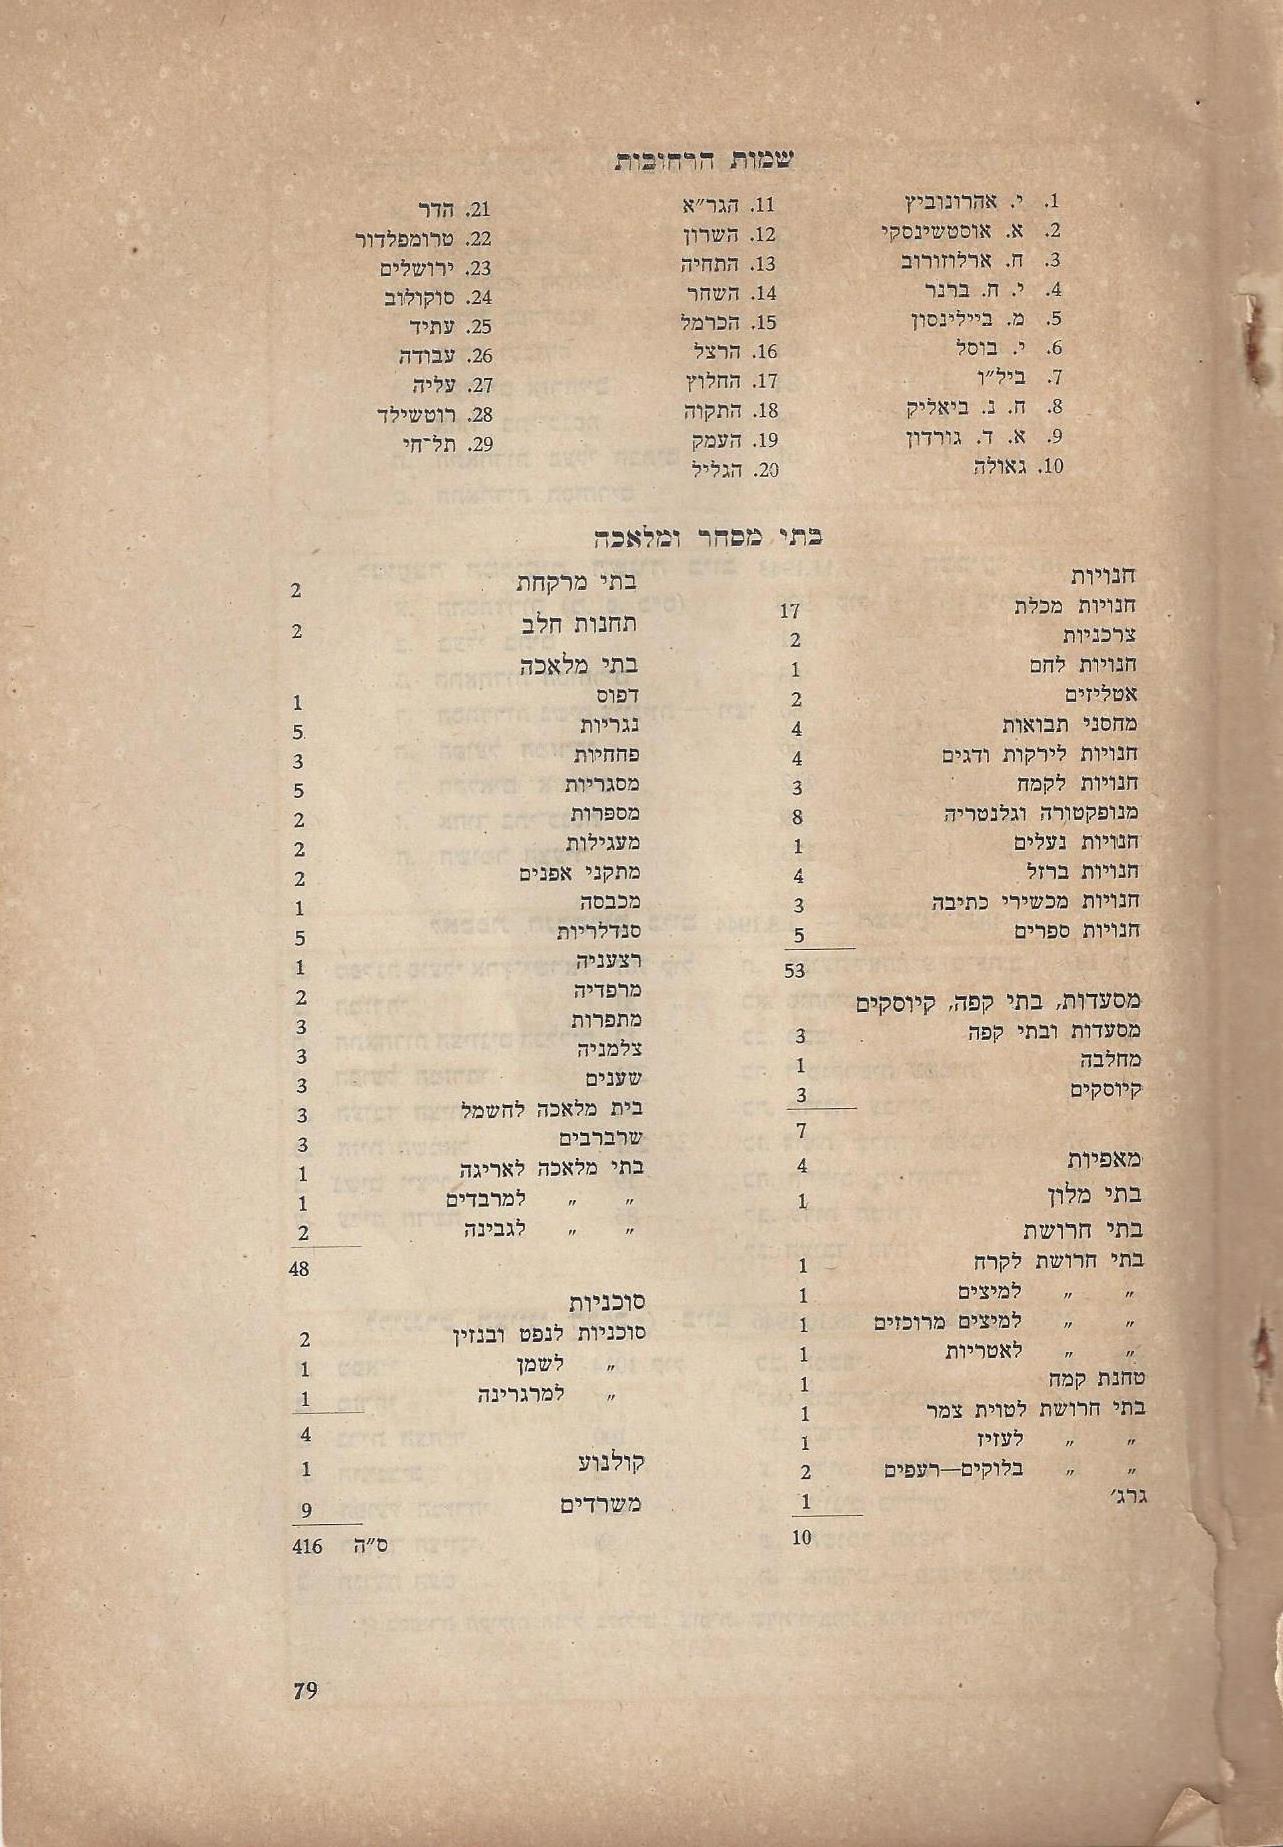 שמות הרחובות
1. י. אהרונוביץ
2. א. אוסטשינסקי
3. ח. ארלוזורוב
4. י. ח. ברנר
5. מ. ביילינסון
6. י. בוסל
7. ביל״ו
8. ח. נ. ביאליק
9. א. ד. גורדון
10. גאולה
11. הגר״א
12. השרון
13. התחיה
14. השחר
15. הכרמל
16. הרצל
17. החלוץ
18. התקוה
19. העמק
20. הגליל
21. הדר
22. טרומפלדור
23. ירושלים
24. סוקולוב
25. עתיד
26. עבודה
27. עליה
28. רוטשילד
29. תל־חי
בתי מסחר ומלאכה
חנויות
חנויות מכלת 17
צרכניות 2
חנויות לחם 1
אטליזים 2
מחסני תבואות 4
חנויות לירקות ודגים 4
חנויות לקמח 3
מנופקטורה וגלנטריה 8
חנויות נעלים 1
חנויות ברזל 4
חנויות מכשירי כתיבה 3
חנויות ספרים 5
53
מסעדות, בתי קפה, קיוסקים
מסעדות ובתי קפה 3
מחלבה 1
קיוסקים 3
7
מאפיות 4
בתי מלון 1
בתי חרושת
בתי חרושת לקרח 1
״ ״ למיצים 1
״ ״ למיצים מרוכזים 1
״ ״ לאטריות 1
טחנת קמח 1
בתי חרושת לטוית צמר 1
״ ״ לעזיז 1
״ ״ בלוקים—רעפים 2
גרג׳ 1
10
בתי מרקחת 2
תחנות חלב 2
בתי מלאכה
דפוס 1
נגריות 5
פחחיות 3
מסגריות 5
מספרות 2
מעגילות 2
מתקני אפנים 2
מכבסה 1
סנדלריות 5
רצעניה 1
מרפדיה 2
מתפרות 3
צלמניה 3
שענים 3
בית מלאכה לחשמל 3
שרברבים 3
בתי מלאכה לאריגה 1
״ ״ למרבדים 1
״ ״ לגבינה 2
48
סוכניות
סוכניות לנפט ובנזין 2
״ לשמן 1
״ למרגרינה 1
4
קולנוע 1
משרדים 9
ס״ה 416
79